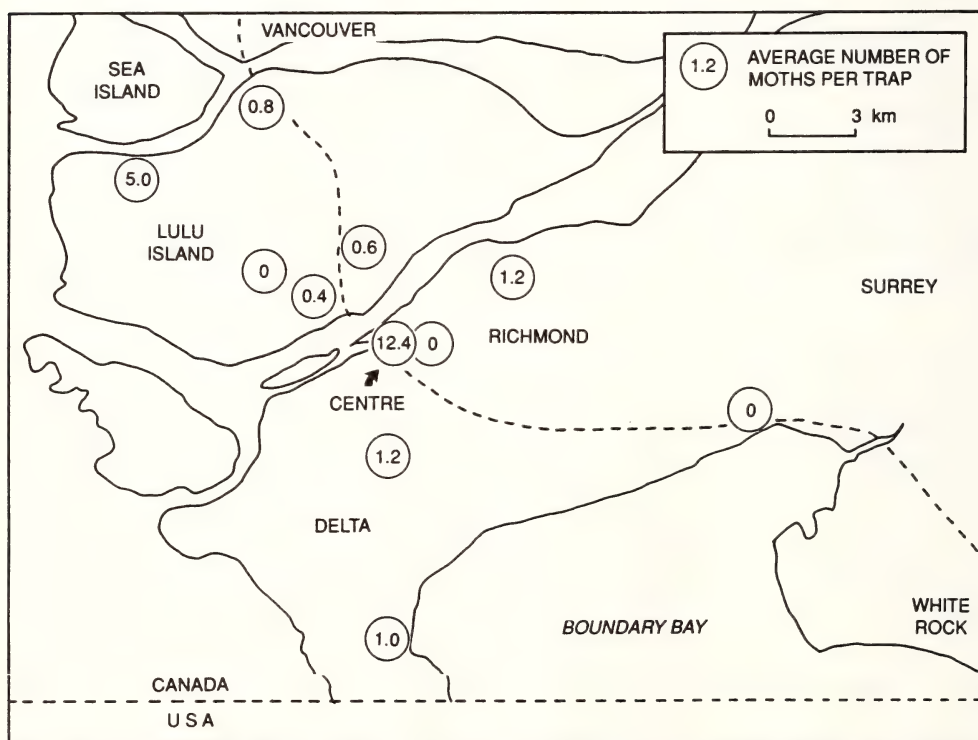 VANCOUVER
SEA
ISLAND
1.2
AVERAGE NUMBER OF
MOTHS PER TRAP
0 3 km
0.8
5.0
LULU
ISLAND
0.6
0
0.4
1.2
SURREY
RICHMOND
12.4
0
CENTRE
0
1.2
DELTA
WHITE
ROCK
BOUNDARY BAY
1.0
CANADA
USA